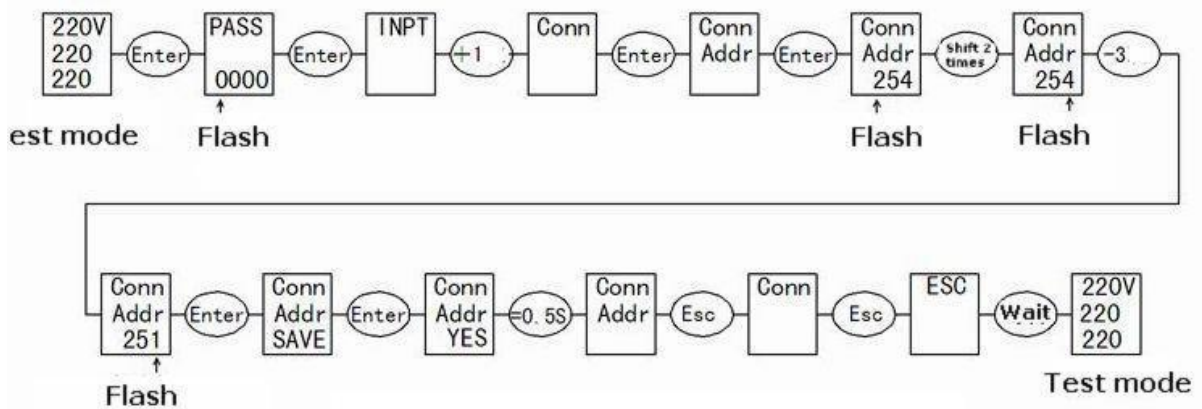 220V
220
220
Enter
PASS
0000
Enter
INPT
+1
Conn
Enter
Conn
Addr
Enter
Conn
Addr
254
Shift 2
times
Conn
Addr
254
-3
est mode
Flash
Flash
Flash
Conn
Addr
251
Enter
Conn
Addr
SAVE
Enter
Conn
Addr
YES
=0.5S
Conn
Addr
Esc
Conn
Esc
ESC
Wait
220V
220
220
Flash
Test mode